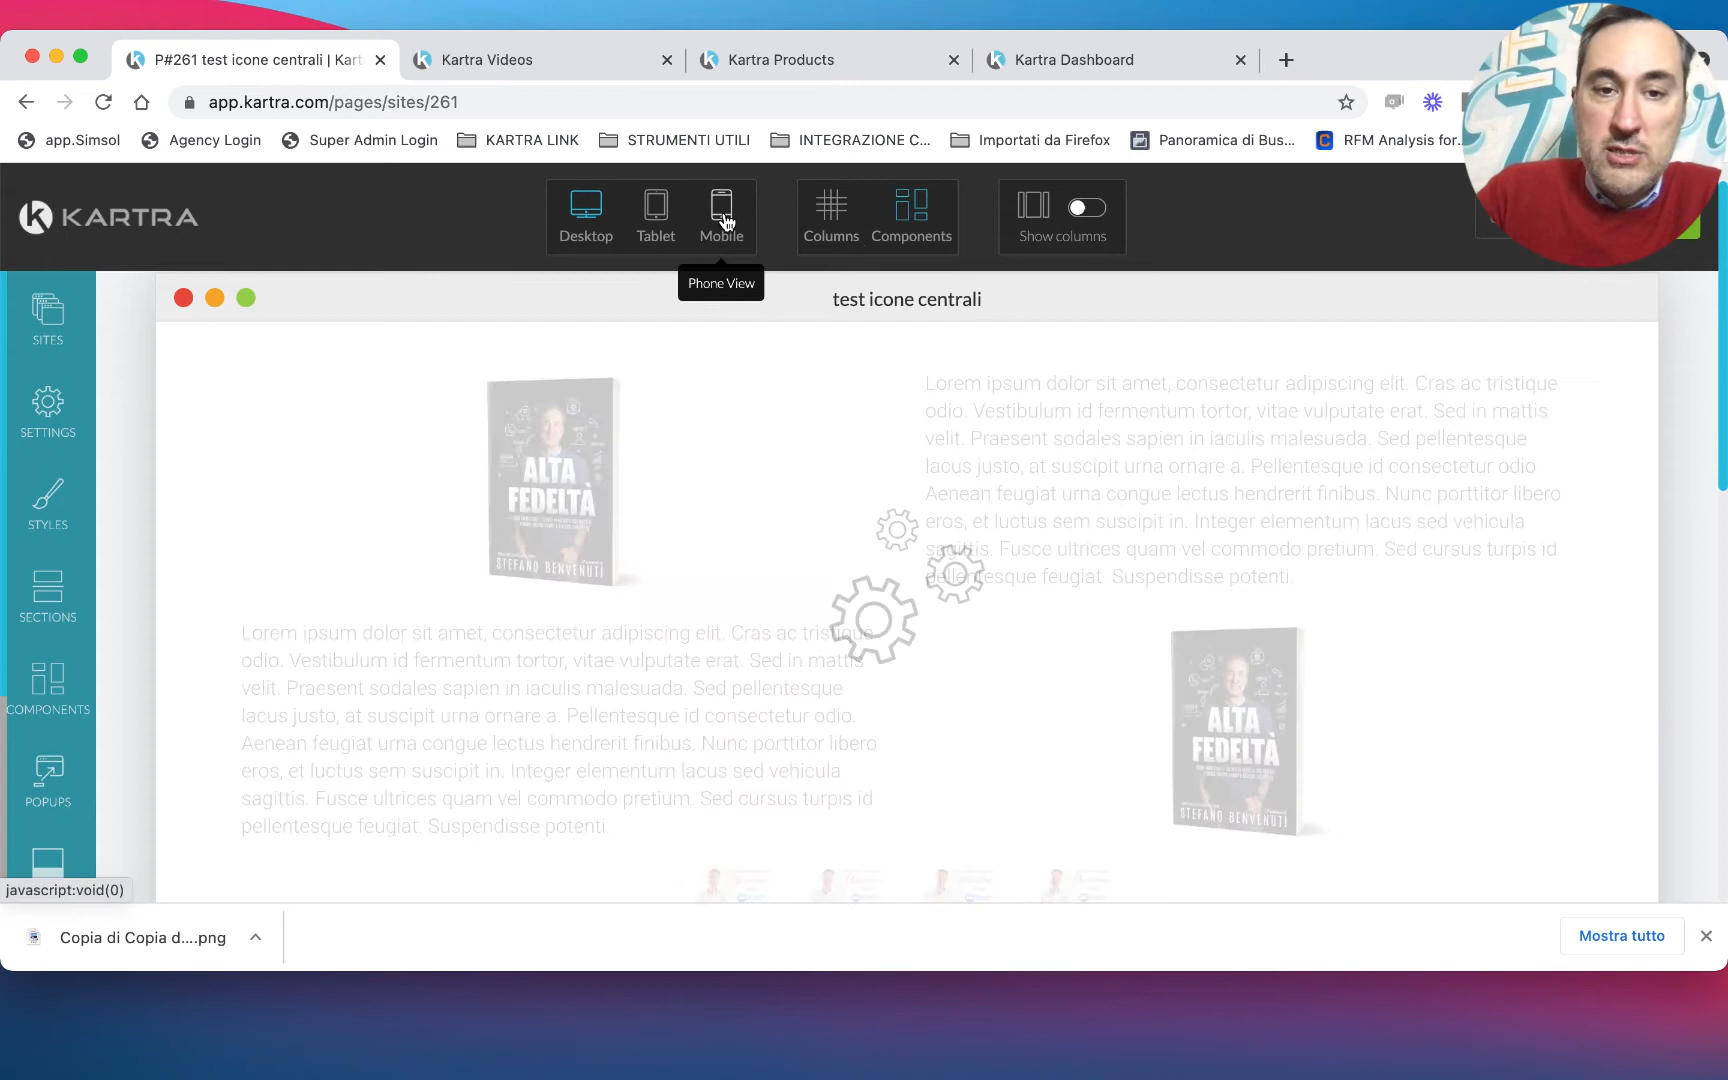 P#261 test icone centrali | Kart
Kartra Videos
Kartra Products
Kartra Dashboard
app.kartra.com/pages/sites/261
app.Simsol
Agency Login
Super Admin Login
KARTRA LINK
STRUMENTI UTILI
INTEGRAZIONE C...
Importati da Firefox
Panoramica di Bus...
RFM Analysis for...
KARTRA
Desktop
Tablet
Mobile
Columns
Components
Show columns
Phone View
test icone centrali
SITES
SETTINGS
STYLES
SECTIONS
COMPONENTS
POPUPS
ALTA
FEDELTÀ
STEFANO BENVENUTI
Lorem ipsum dolor sit amet, consectetur adipiscing elit. Cras ac tristique
odio. Vestibulum id fermentum tortor, vitae vulputate erat. Sed in mattis
velit. Praesent sodales sapien in iaculis malesuada. Sed pellentesque
lacus justo, at suscipit urna ornare a. Pellentesque id consectetur odio.
Aenean feugiat urna congue lectus hendrerit finibus. Nunc porttitor libero
eros, et luctus sem suscipit in. Integer elementum lacus sed vehicula
sagittis. Fusce ultrices quam vel commodo pretium. Sed cursus turpis id
pellentesque feugiat. Suspendisse potenti.
Lorem ipsum dolor sit amet, consectetur adipiscing elit. Cras ac tristique
odio. Vestibulum id fermentum tortor, vitae vulputate erat. Sed in mattis
velit. Praesent sodales sapien in iaculis malesuada. Sed pellentesque
lacus justo, at suscipit urna ornare a. Pellentesque id consectetur odio
Aenean feugiat urna congue lectus hendrerit finibus. Nunc porttitor libero
eros, et luctus sem suscipit in. Integer elementum lacus sed vehicula
sagittis. Fusce ultrices quam vel commodo pretium. Sed cursus turpis id
pellentesque feugiat Suspendisse potenti.
ALTA
FEDELTÀ
STEFANO BENVENUTI
javascript:void(0)
Copia di Copia d....png
Mostra tutto